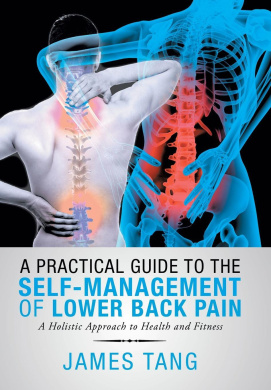 A PRACTICAL GUIDE TO THE
SELF-MANAGEMENT
OF LOWER BACK PAIN
A Holistic Approach to Health and Fitness
JAMES TANG